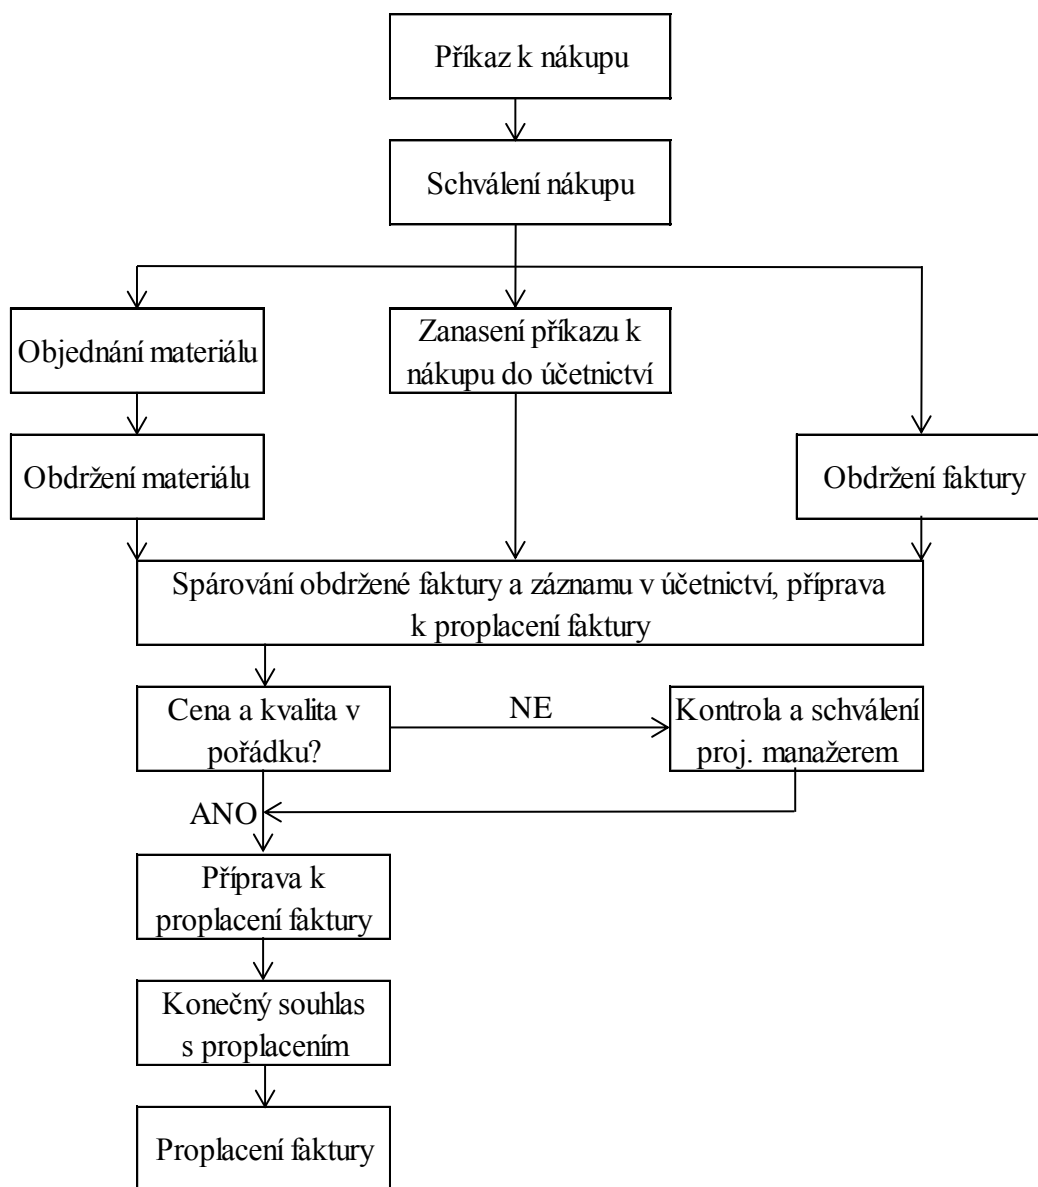 Příkaz k nákupu
Schválení nákupu
Objednání materiálu
Zanasení příkazu k
nákupu do účetnictví
Obdržení materiálu
Obdržení faktury
Spárování obdržené faktury a záznamu v účetnictví, příprava
k proplacení faktury
Cena a kvalita v
pořádku?
NE
Kontrola a schválení
proj. manažerem
ANO
Příprava k
proplacení faktury
Konečný souhlas
s proplacením
Proplacení faktury